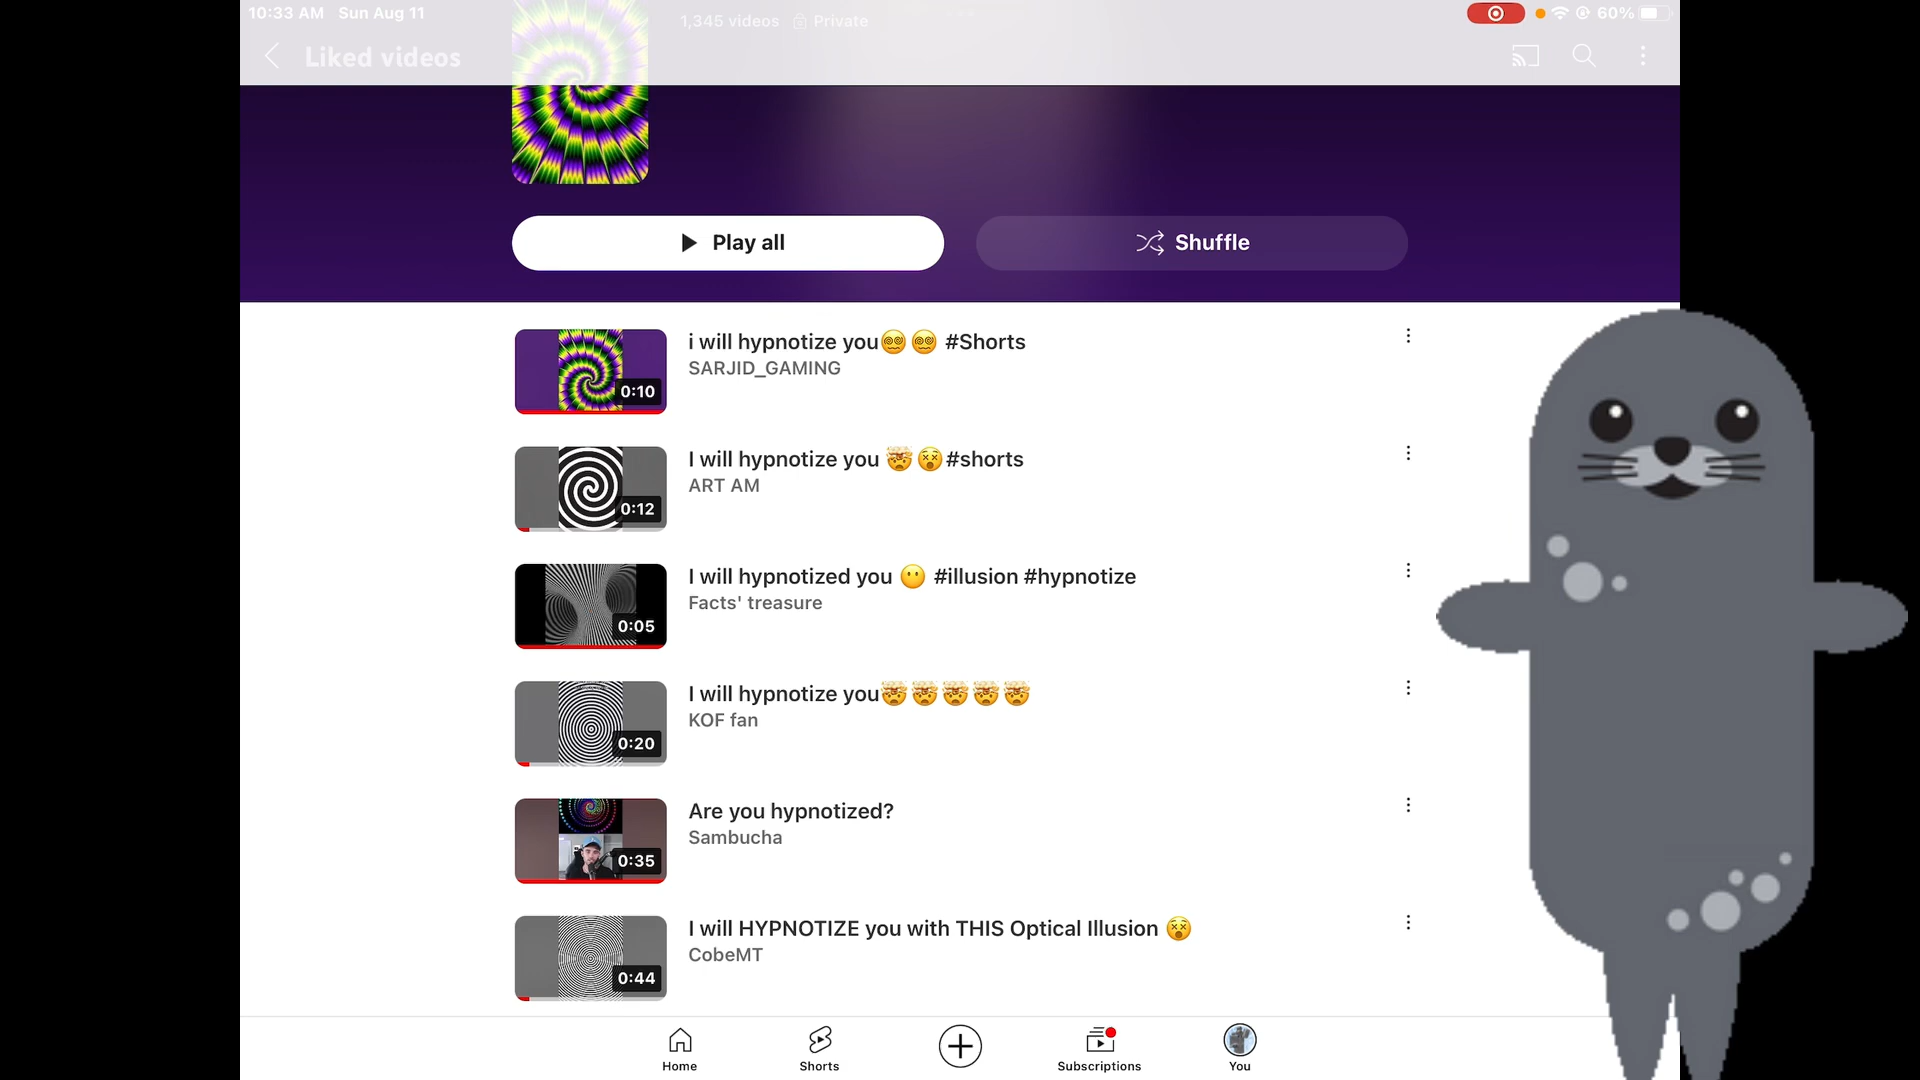 10:33 AM Sun Aug 11
60%
1,345 videos Private
Liked videos
Play all
Shuffle
i will hypnotize you😵‍💫 😵‍💫 #Shorts
SARJID_GAMING
0:10
I will hypnotize you 🤯😵#shorts
ART AM
0:12
I will hypnotized you 😶 #illusion #hypnotize
Facts' treasure
0:05
I will hypnotize you🤯🤯🤯🤯🤯
KOF fan
0:20
Are you hypnotized?
Sambucha
0:35
I will HYPNOTIZE you with THIS Optical Illusion 😵
CobeMT
0:44
Home
Shorts
Subscriptions
You